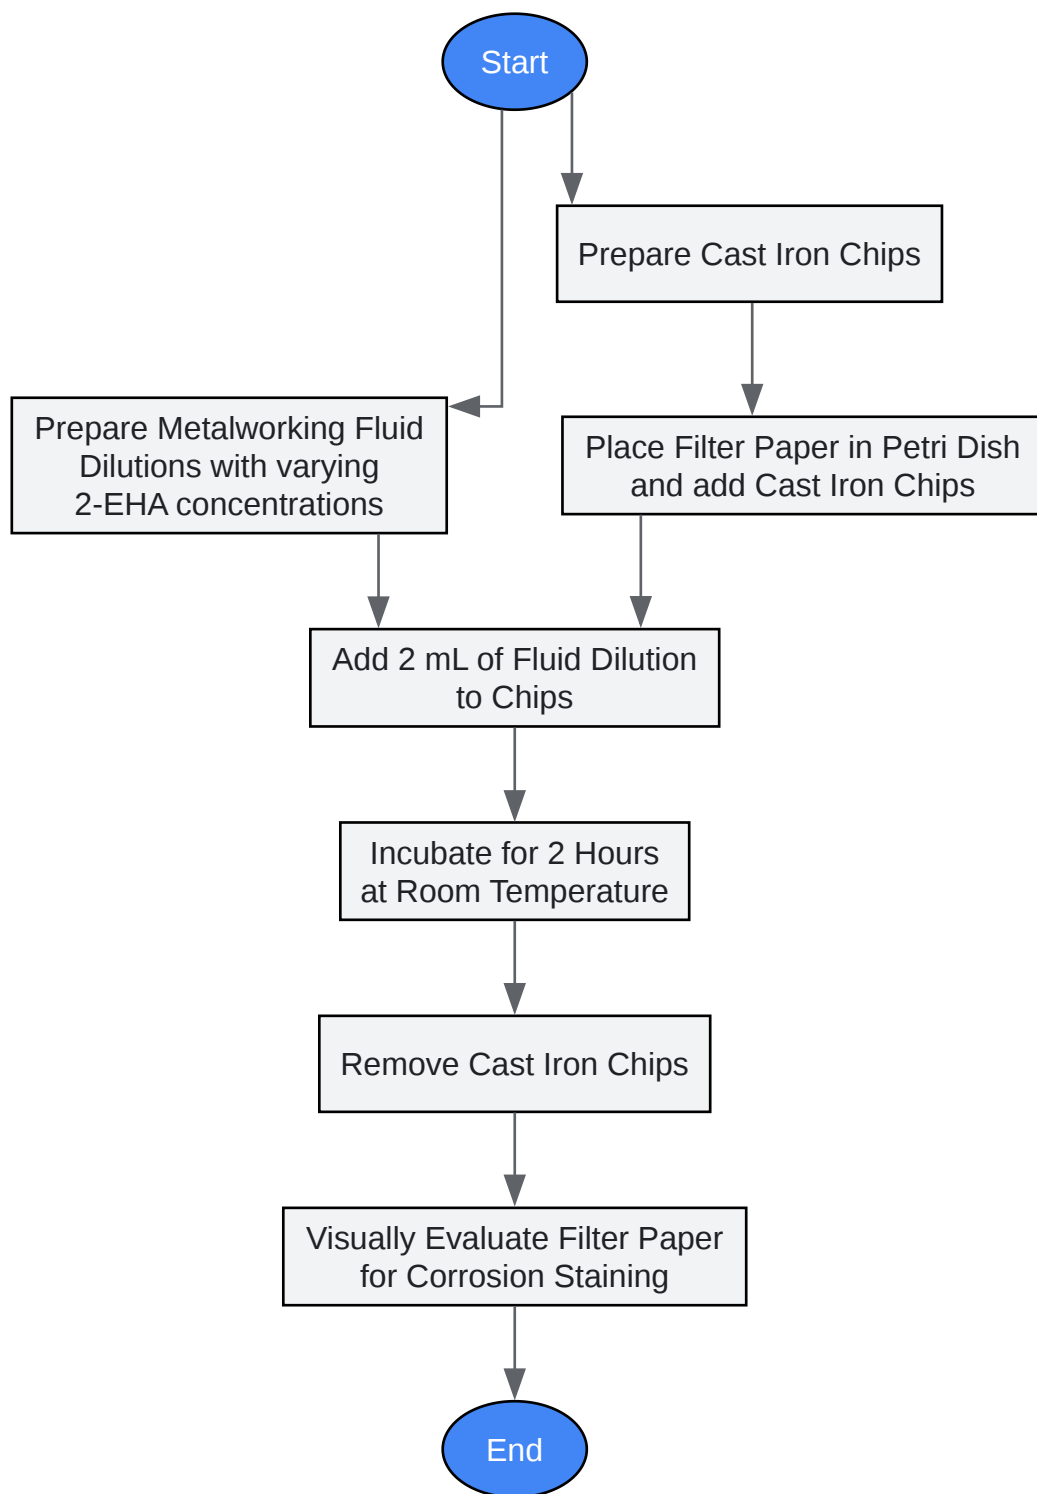 Start
Prepare Cast Iron Chips
Prepare Metalworking Fluid
Dilutions with varying
2-EHA concentrations
Place Filter Paper in Petri Dish
and add Cast Iron Chips
Add 2 mL of Fluid Dilution
to Chips
Incubate for 2 Hours
at Room Temperature
Remove Cast Iron Chips
Visually Evaluate Filter Paper
for Corrosion Staining
End